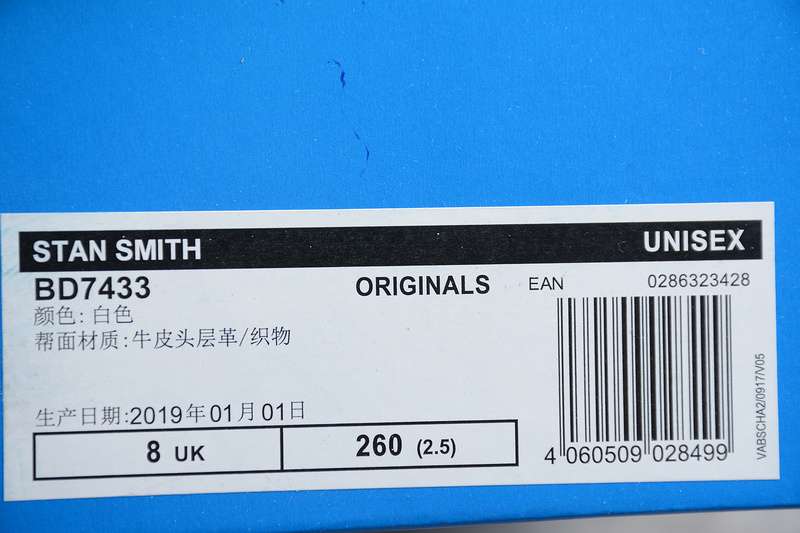 STAN SMITH
UNISEX
BD7433
ORIGINALS
EAN
0286323428
颜色: 白色
帮面材质:牛皮头层革/织物
生产日期:2019年01月01日
8 UK
260 (2.5)
4 060509 028499
VABSCHA2/0917/V05